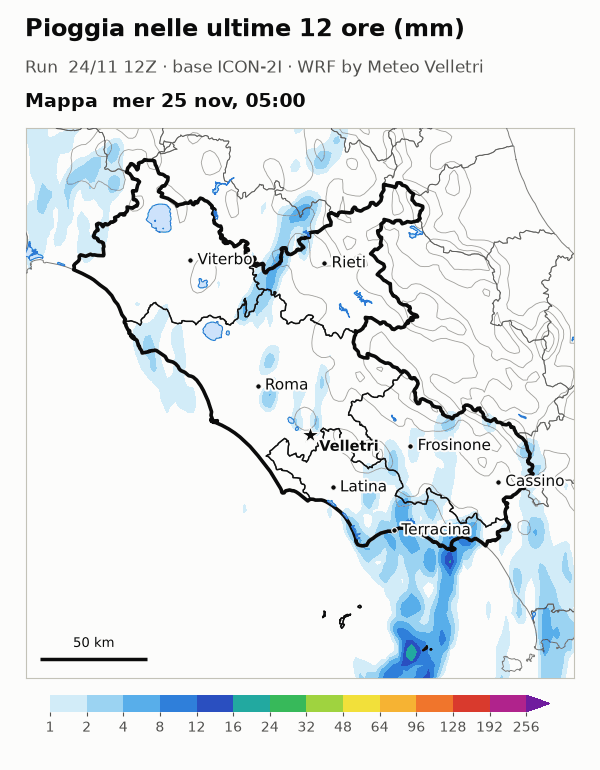 Pioggia nelle ultime 12 ore (mm)
Run  24/11 12Z · base ICON-2I · WRF by Meteo Velletri
Mappa  mer 25 nov, 05:00
Viterbo
Rieti
Roma
Velletri
Frosinone
Latina
Cassino
Terracina
50 km
1 2 4 8 12 16 24 32 48 64 96 128 192 256